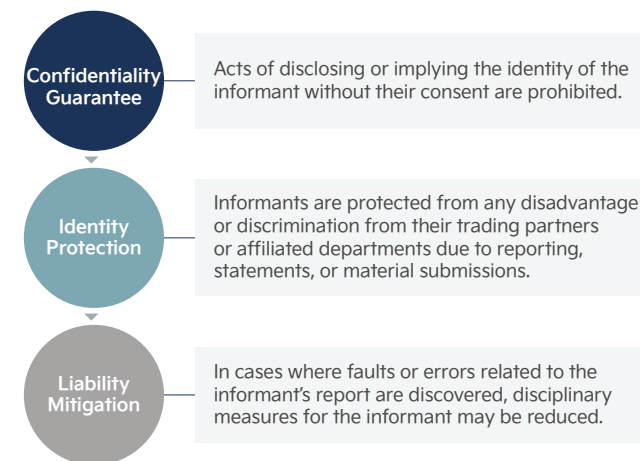 Confidentiality
Guarantee
Acts of disclosing or implying the identity of the
informant without their consent are prohibited.
Identity
Protection
Informants are protected from any disadvantage
or discrimination from their trading partners
or affiliated departments due to reporting,
statements, or material submissions.
Liability
Mitigation
In cases where faults or errors related to the
informant's report are discovered, disciplinary
measures for the informant may be reduced.